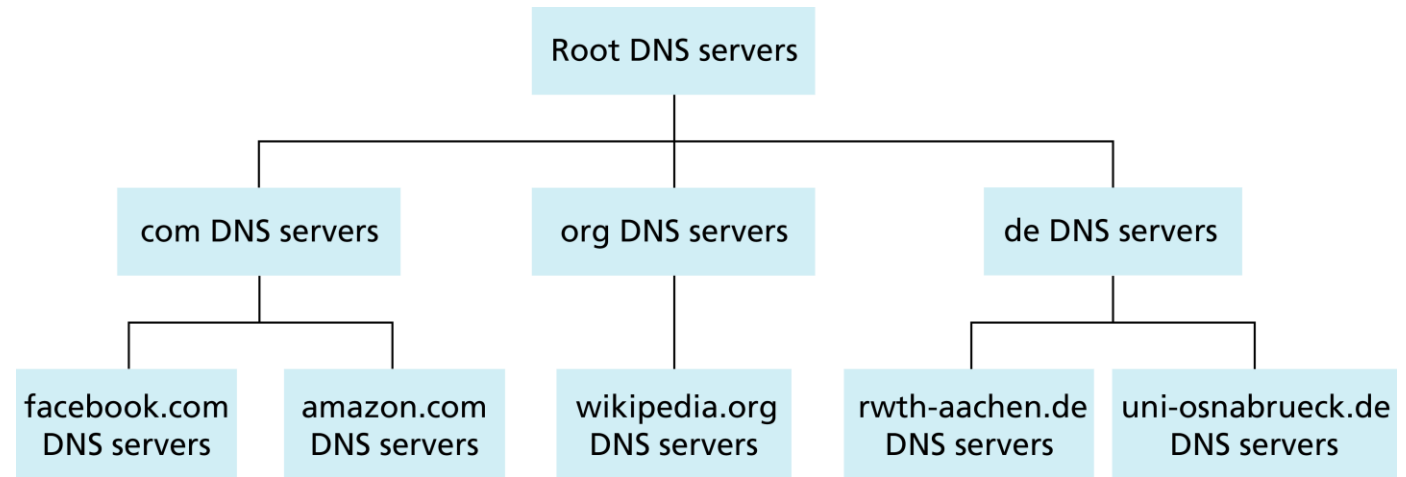 Root DNS servers
com DNS servers
org DNS servers
de DNS servers
facebook.com
DNS servers
amazon.com
DNS servers
wikipedia.org
DNS servers
rwth-aachen.de
DNS servers
uni-osnabrueck.de
DNS servers